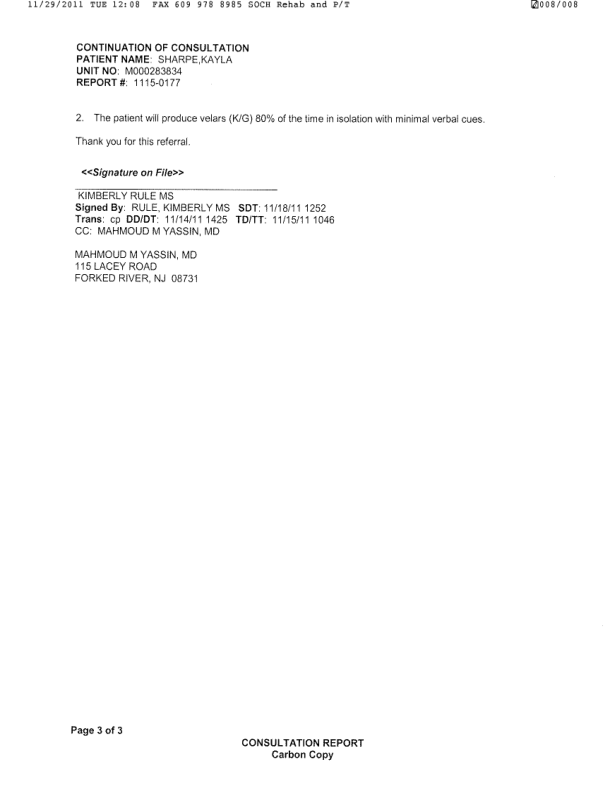 11/29/2011 TUE 12:08 FAX 609 978 8985 SOCH Rehab and P/T 008/008
CONTINUATION OF CONSULTATION
PATIENT NAME: SHARPE,KAYLA
UNIT NO: M000283834
REPORT #: 1115-0177
2. The patient will produce velars (K/G) 80% of the time in isolation with minimal verbal cues.
Thank you for this referral.
<<Signature on File>>
KIMBERLY RULE MS
Signed By: RULE, KIMBERLY MS SDT: 11/18/11 1252
Trans: cp DD/DT: 11/14/11 1425 TD/TT: 11/15/11 1046
CC: MAHMOUD M YASSIN, MD
MAHMOUD M YASSIN, MD
115 LACEY ROAD
FORKED RIVER, NJ 08731
Page 3 of 3
CONSULTATION REPORT
Carbon Copy